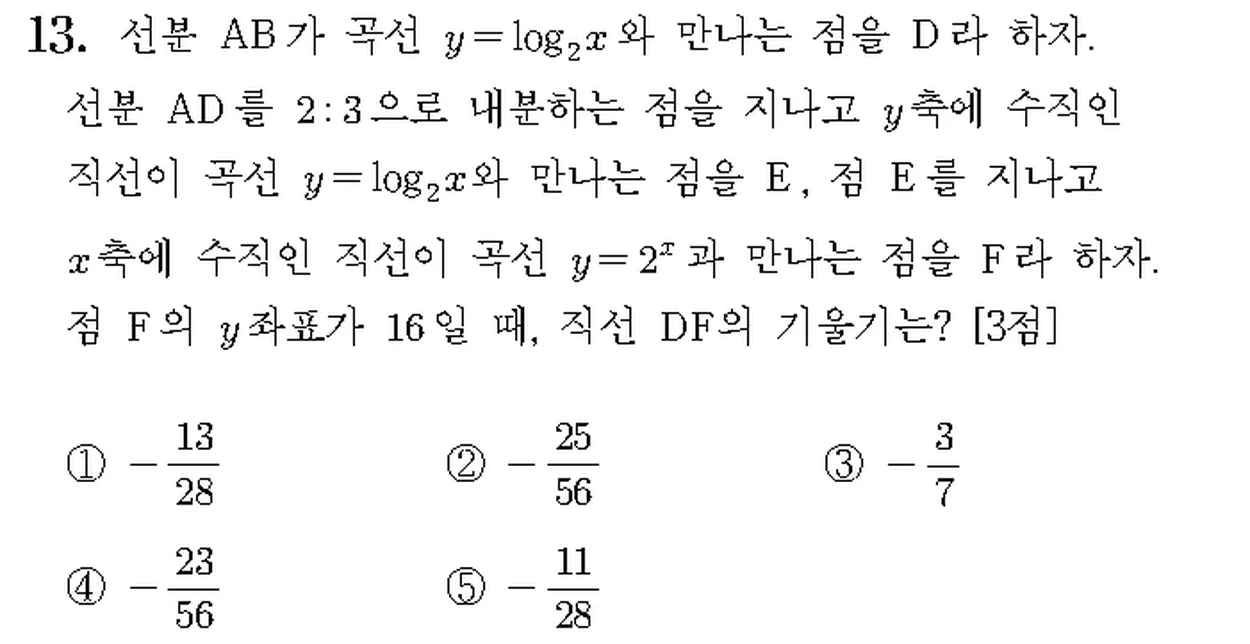 13. 선분 AB가 곡선 y=log₂x와 만나는 점을 D라 하자.
선분 AD를 2:3으로 내분하는 점을 지나고 y축에 수직인
직선이 곡선 y=log₂x와 만나는 점을 E, 점 E를 지나고
x축에 수직인 직선이 곡선 y=2ˣ과 만나는 점을 F라 하자.
점 F의 y좌표가 16일 때, 직선 DF의 기울기는? [3점]
① -13/28 ② -25/56 ③ -3/7
④ -23/56 ⑤ -11/28